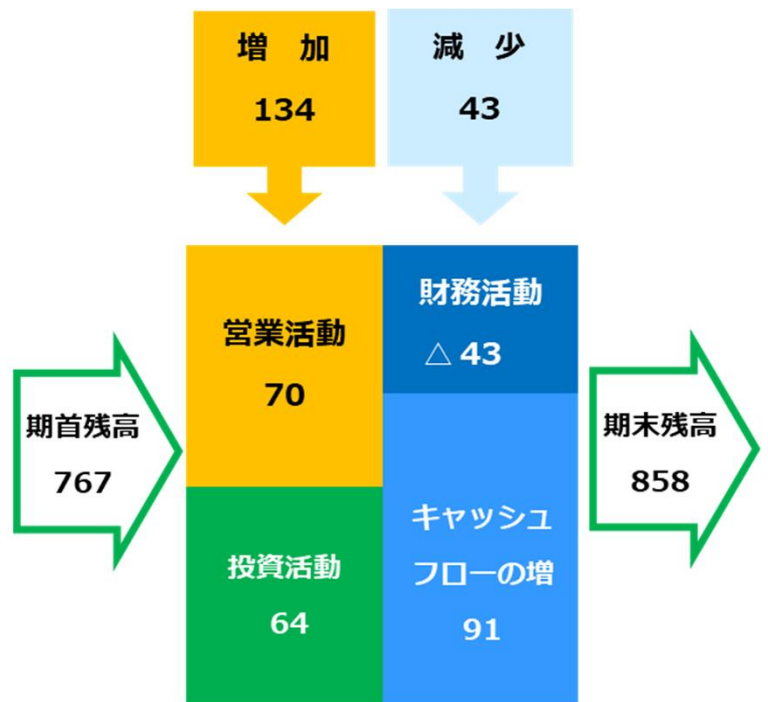 増 加
134
減 少
43
期首残高
767
営業活動
70
投資活動
64
財務活動
△ 43
キャッシュ
フローの増
91
期末残高
858